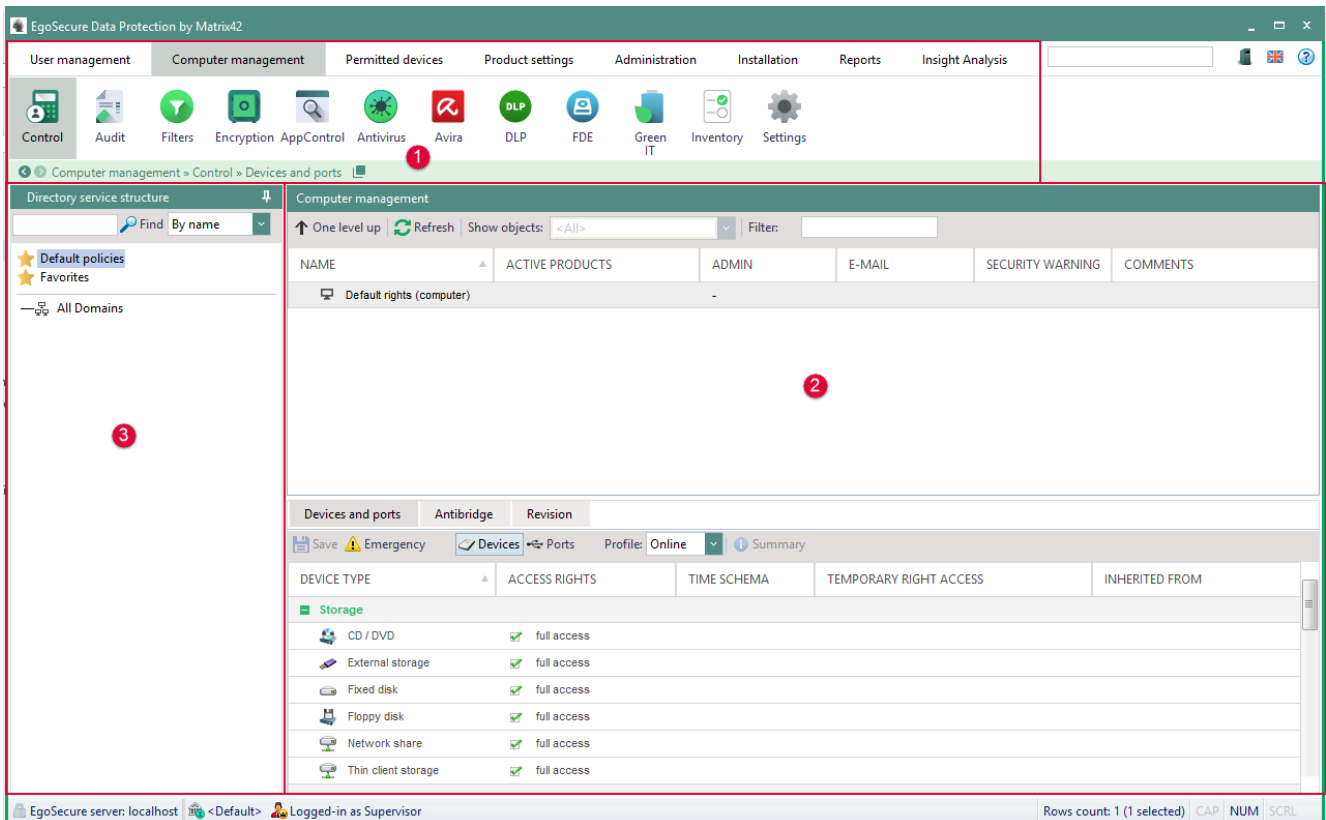 EgoSecure Data Protection by Matrix42
User management Computer management Permitted devices Product settings Administration Installation Reports Insight Analysis
DLP
Control Audit Filters Encryption AppControl Antivirus Avira DLP FDE Green IT Inventory Settings
1
Computer management » Control » Devices and ports
Directory service structure
Find By name
Default policies
Favorites
All Domains
3
Computer management
One level up Refresh Show objects: <All> Filter:
NAME ACTIVE PRODUCTS ADMIN E-MAIL SECURITY WARNING COMMENTS
Default rights (computer) -
2
Devices and ports Antibridge Revision
Save Emergency Devices Ports Profile: Online Summary
DEVICE TYPE ACCESS RIGHTS TIME SCHEMA TEMPORARY RIGHT ACCESS INHERITED FROM
Storage
CD / DVD full access
External storage full access
Fixed disk full access
Floppy disk full access
Network share full access
Thin client storage full access
EgoSecure server: localhost <Default> Logged-in as Supervisor Rows count: 1 (1 selected) CAP NUM SCRL